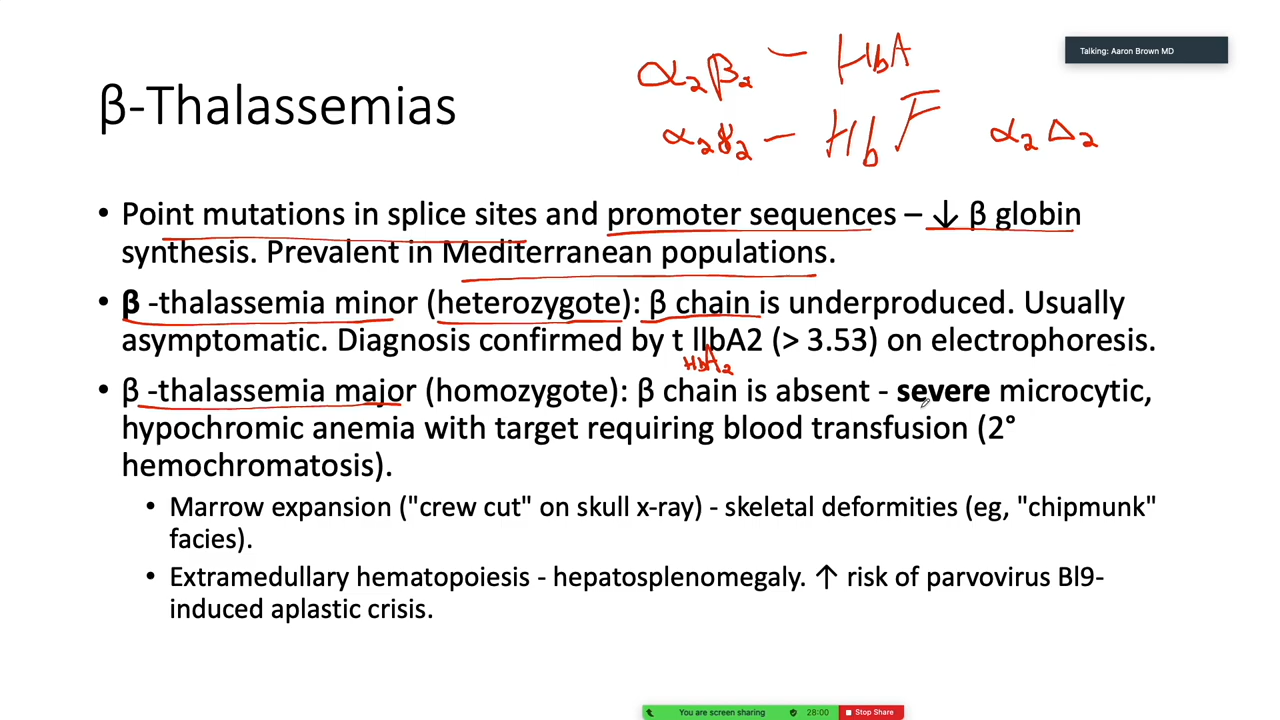 Talking: Aaron Brown MD
α₂β₂ – HbA
α₂γ₂ – HbF α₂Δ₂
β-Thalassemias
• Point mutations in splice sites and promoter sequences – ↓ β globin
synthesis. Prevalent in Mediterranean populations.
• β -thalassemia minor (heterozygote): β chain is underproduced. Usually
asymptomatic. Diagnosis confirmed by t llbA2 (> 3.53) on electrophoresis.
HbA₂
• β -thalassemia major (homozygote): β chain is absent - severe microcytic,
hypochromic anemia with target requiring blood transfusion (2°
hemochromatosis).
• Marrow expansion ("crew cut" on skull x-ray) - skeletal deformities (eg, "chipmunk"
facies).
• Extramedullary hematopoiesis - hepatosplenomegaly. ↑ risk of parvovirus Bl9-
induced aplastic crisis.
You are screen sharing 28:00 Stop Share